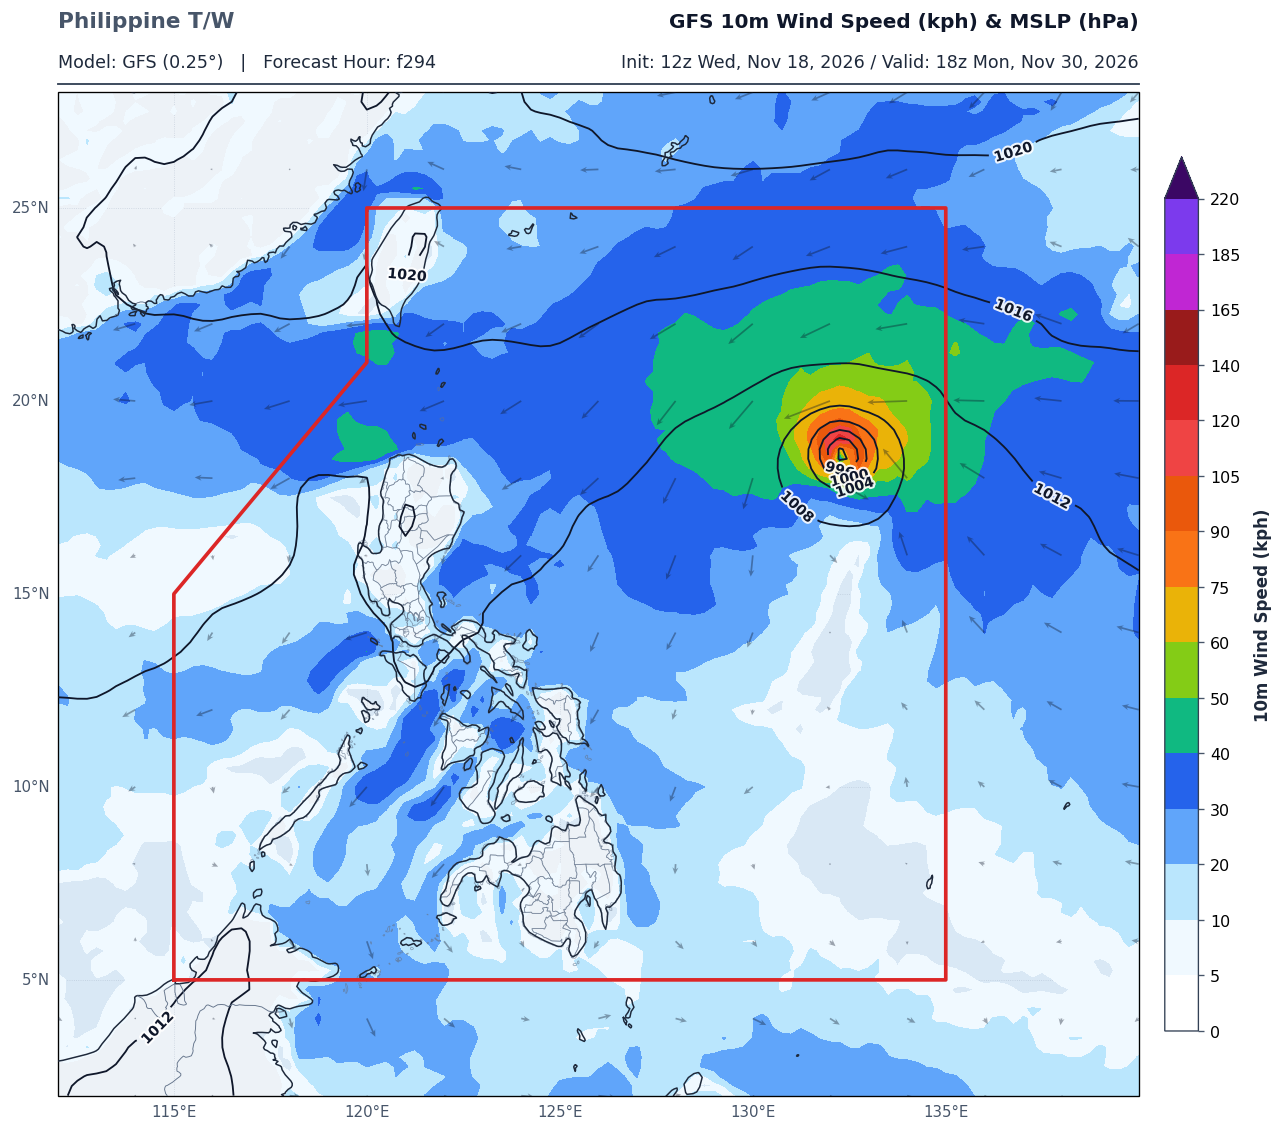 Philippine T/W
GFS 10m Wind Speed (kph) & MSLP (hPa)
Model: GFS (0.25°)   |   Forecast Hour: f294
Init: 12z Wed, Nov 18, 2026 / Valid: 18z Mon, Nov 30, 2026
1020
1020
1016
1012
1000
1004
1008
1012
25°N
20°N
15°N
10°N
5°N
115°E
120°E
125°E
130°E
135°E
220
185
165
140
120
105
90
75
60
50
40
30
20
10
5
0
10m Wind Speed (kph)